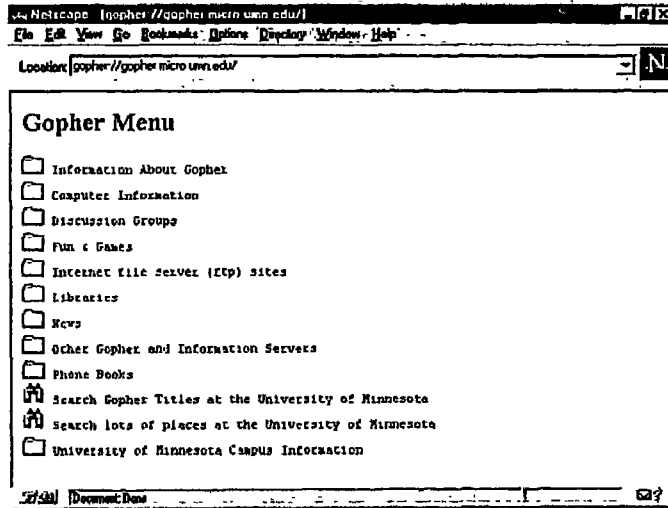 Netscape - [gopher://gopher.micro.umn.edu/]
File Edit View Go Bookmarks Options Directory Window Help
Location: gopher://gopher.micro.umn.edu/
N
Gopher Menu
Information About Gopher
Computer Information
Discussion Groups
Fun & Games
Internet file server (ftp) sites
Libraries
News
Other Gopher and Information Servers
Phone Books
Search Gopher Titles at the University of Minnesota
Search lots of places at the University of Minnesota
University of Minnesota Campus Information
Document: Done